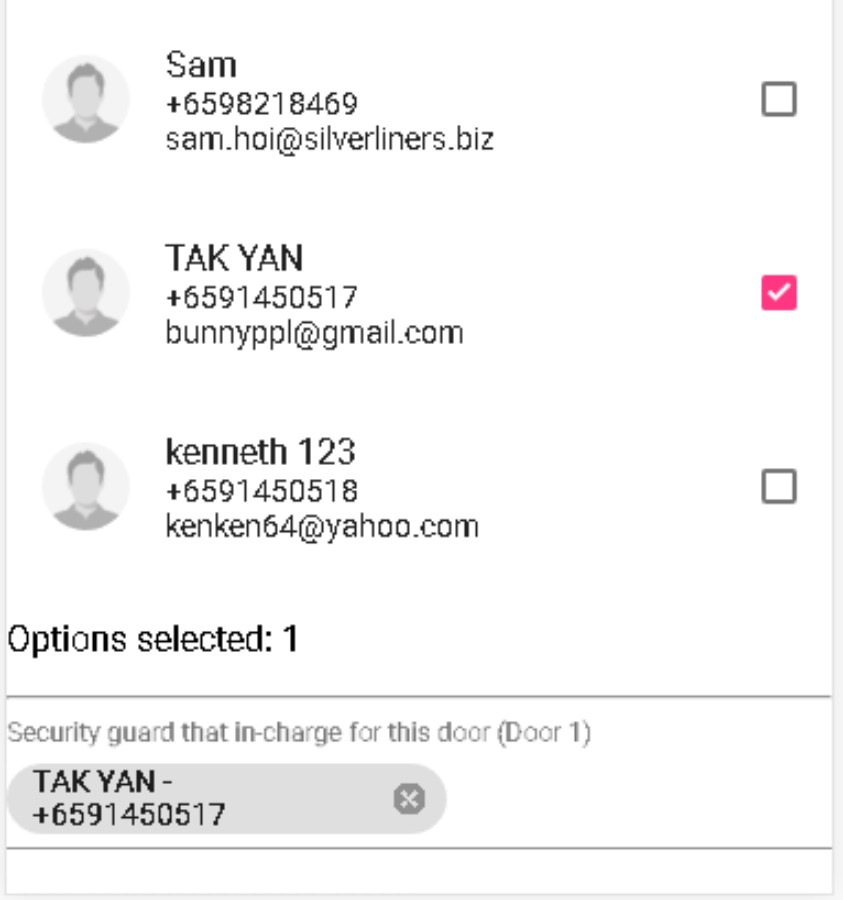 Sam
+6598218469
sam.hoi@silverliners.biz
TAK YAN
+6591450517
bunnyppl@gmail.com
kenneth 123
+6591450518
kenken64@yahoo.com
Options selected: 1
Security guard that in-charge for this door (Door 1)
TAK YAN -
+6591450517